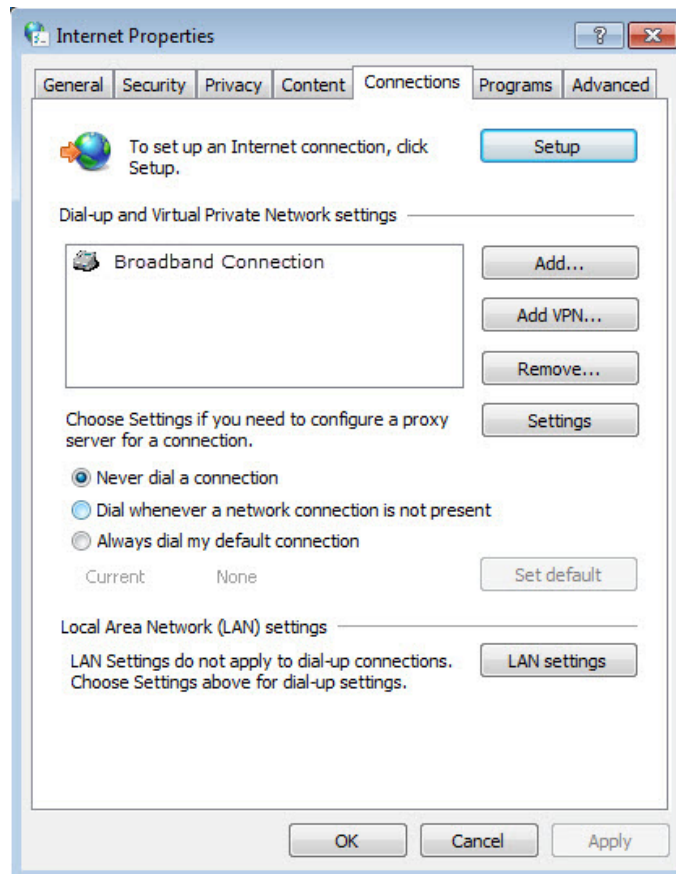 Internet Properties
General Security Privacy Content Connections Programs Advanced
To set up an Internet connection, click
Setup.
Setup
Dial-up and Virtual Private Network settings
Broadband Connection
Add...
Add VPN...
Remove...
Choose Settings if you need to configure a proxy
server for a connection.
Settings
Never dial a connection
Dial whenever a network connection is not present
Always dial my default connection
Current None
Set default
Local Area Network (LAN) settings
LAN Settings do not apply to dial-up connections.
Choose Settings above for dial-up settings.
LAN settings
OK Cancel Apply